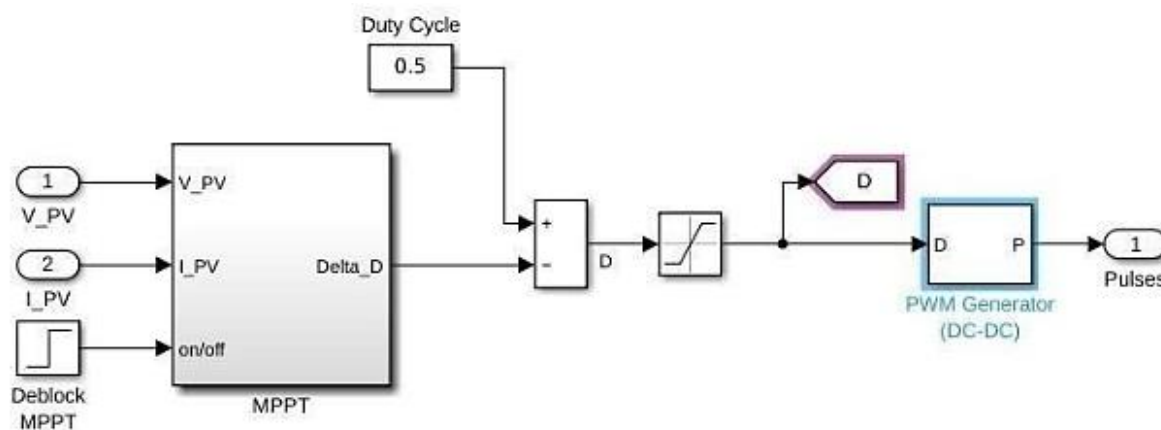 Duty Cycle
0.5
1
V_PV
V_PV
2
I_PV
I_PV
Delta_D
on/off
Deblock
MPPT
MPPT
+
−
D
D
D
P
PWM Generator
(DC-DC)
1
Pulses